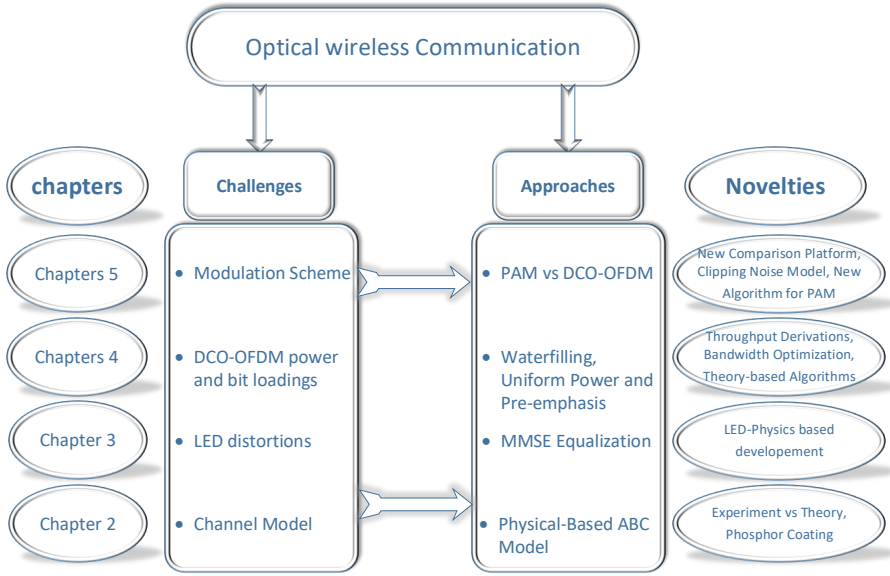 Optical wireless Communication
chapters
Challenges
Approaches
Novelties
Chapters 5
• Modulation Scheme
• PAM vs DCO-OFDM
New Comparison Platform,
Clipping Noise Model, New
Algorithm for PAM
Chapters 4
• DCO-OFDM power
and bit loadings
• Waterfilling,
Uniform Power and
Pre-emphasis
Throughput Derivations,
Bandwidth Optimization,
Theory-based Algorithms
Chapter 3
• LED distortions
• MMSE Equalization
LED-Physics based
developement
Chapter 2
• Channel Model
• Physical-Based ABC
Model
Experiment vs Theory,
Phosphor Coating